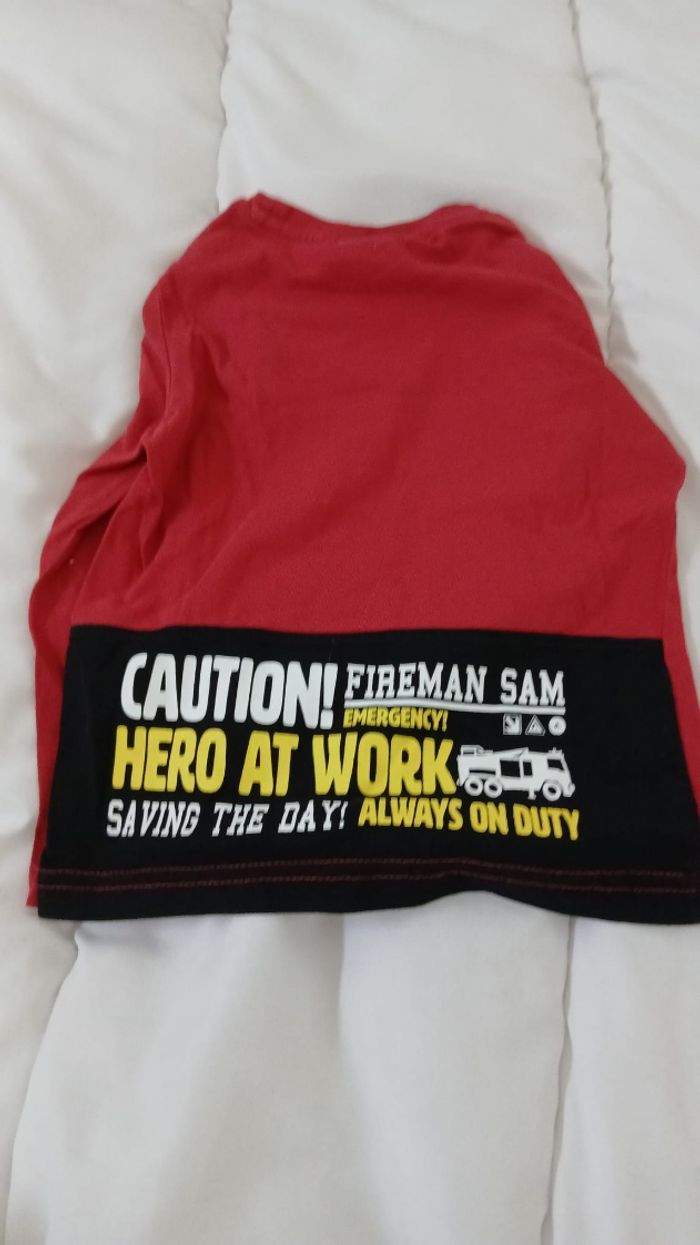 CAUTION! FIREMAN SAM
EMERGENCY!
HERO AT WORK
SAVING THE DAY! ALWAYS ON DUTY